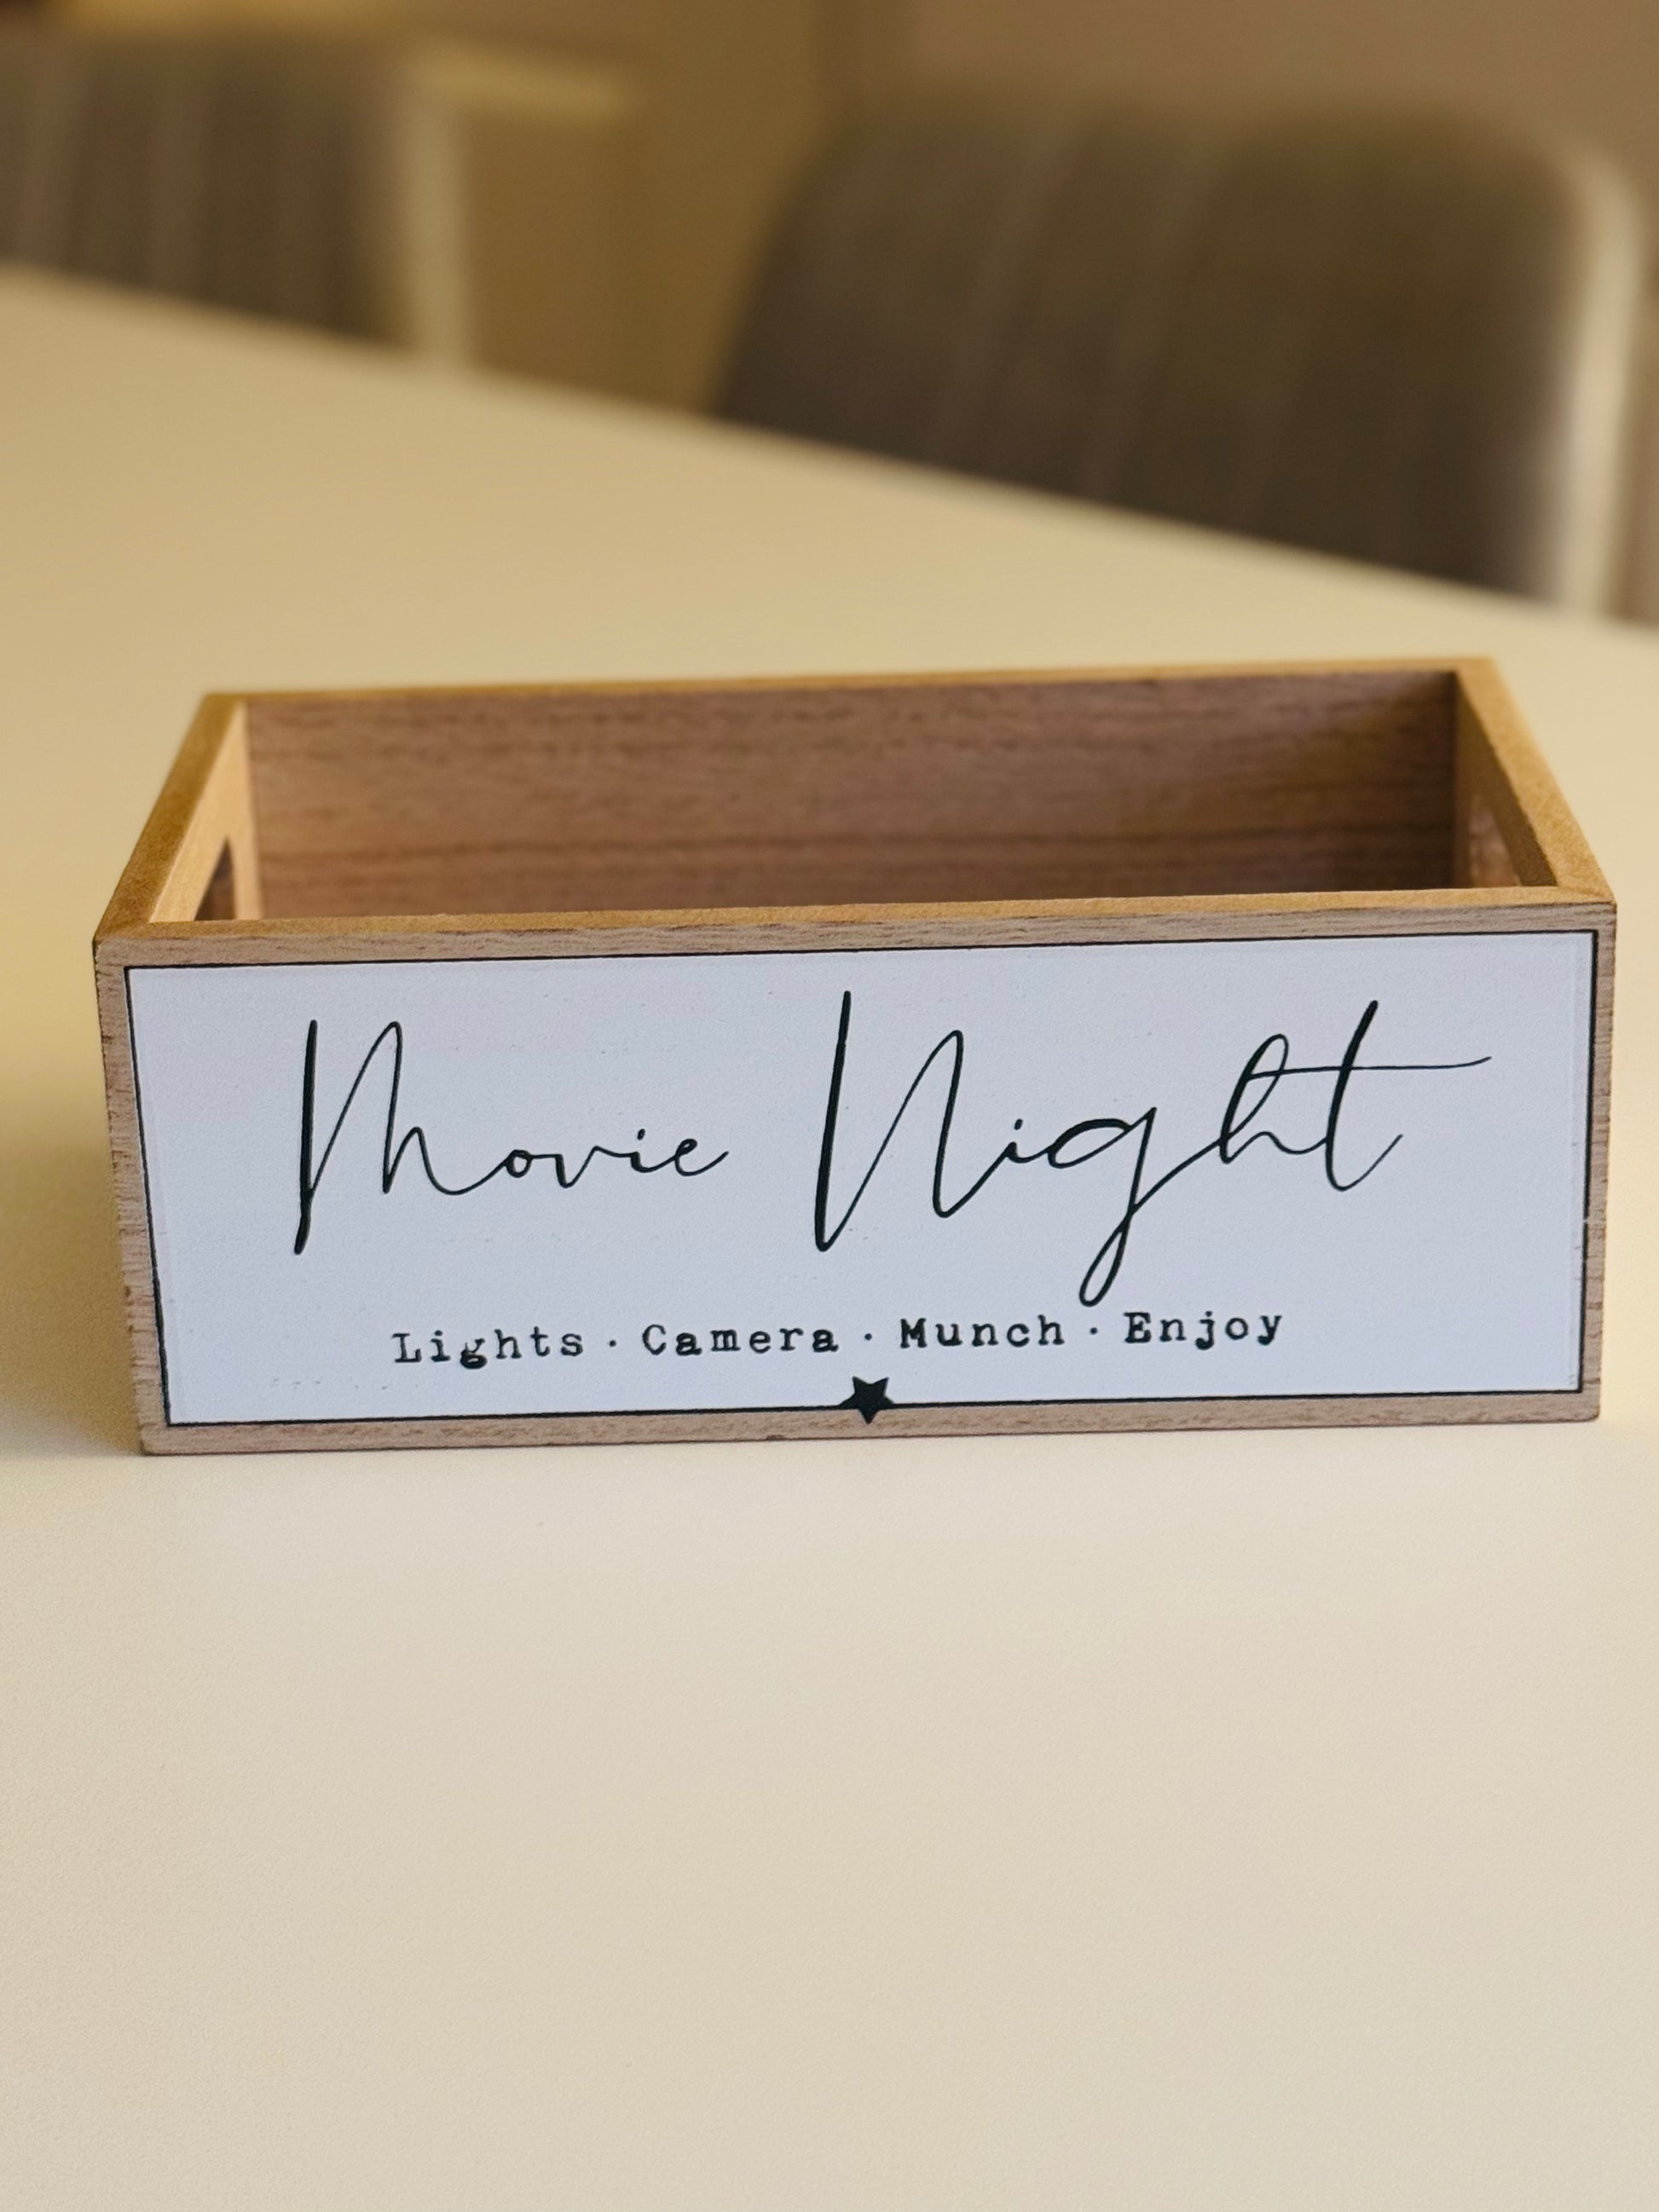 Movie Night
Lights · Camera · Munch · Enjoy